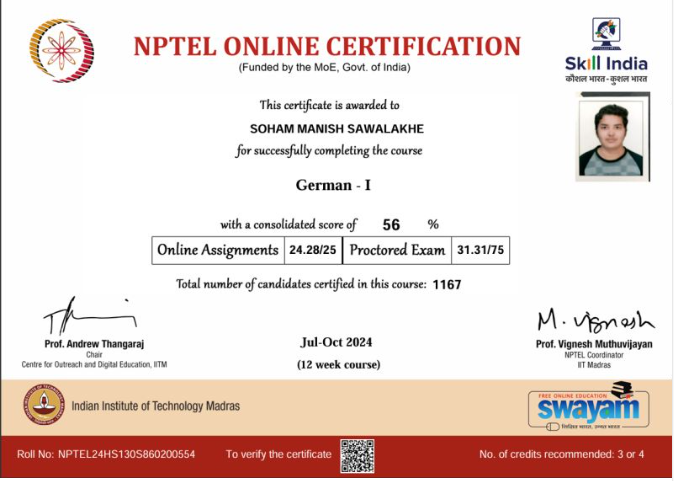 NPTEL ONLINE CERTIFICATION
(Funded by the MoE, Govt. of India)
Skill India
कौशल भारत - कुशल भारत
This certificate is awarded to
SOHAM MANISH SAWALAKHE
for successfully completing the course
German - I
with a consolidated score of 56 %
Online Assignments 24.28/25 Proctored Exam 31.31/75
Total number of candidates certified in this course: 1167
M. Vignesh
Prof. Andrew Thangaraj
Chair
Centre for Outreach and Digital Education, IITM
Jul-Oct 2024
(12 week course)
Prof. Vignesh Muthuvijayan
NPTEL Coordinator
IIT Madras
Indian Institute of Technology Madras
FREE ONLINE EDUCATION
swayam
शिक्षित भारत, उन्नत भारत
Roll No: NPTEL24HS130S860200554
To verify the certificate
No. of credits recommended: 3 or 4